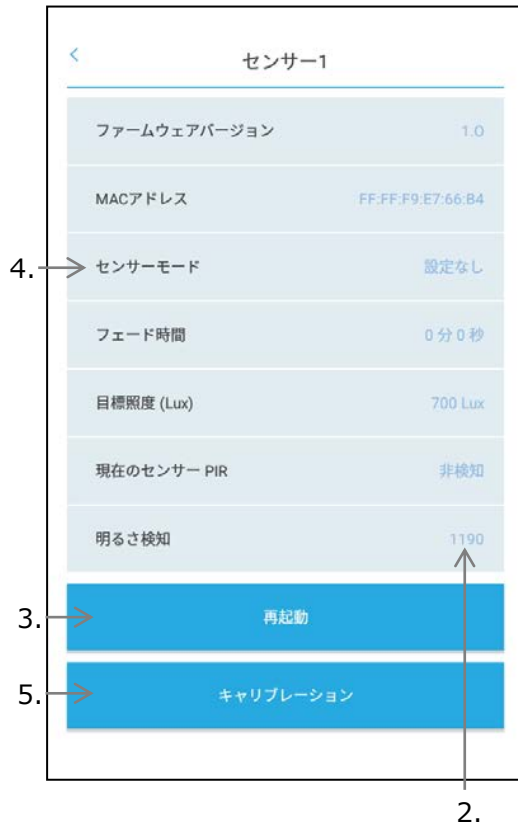 センサー1
ファームウェアバージョン 1.0
MACアドレス FF:FF:F9:E7:66:B4
4. センサーモード 設定なし
フェード時間 0 分 0 秒
目標照度 (Lux) 700 Lux
現在のセンサー PIR 非検知
明るさ検知 1190
3. 再起動
5. キャリブレーション
2.